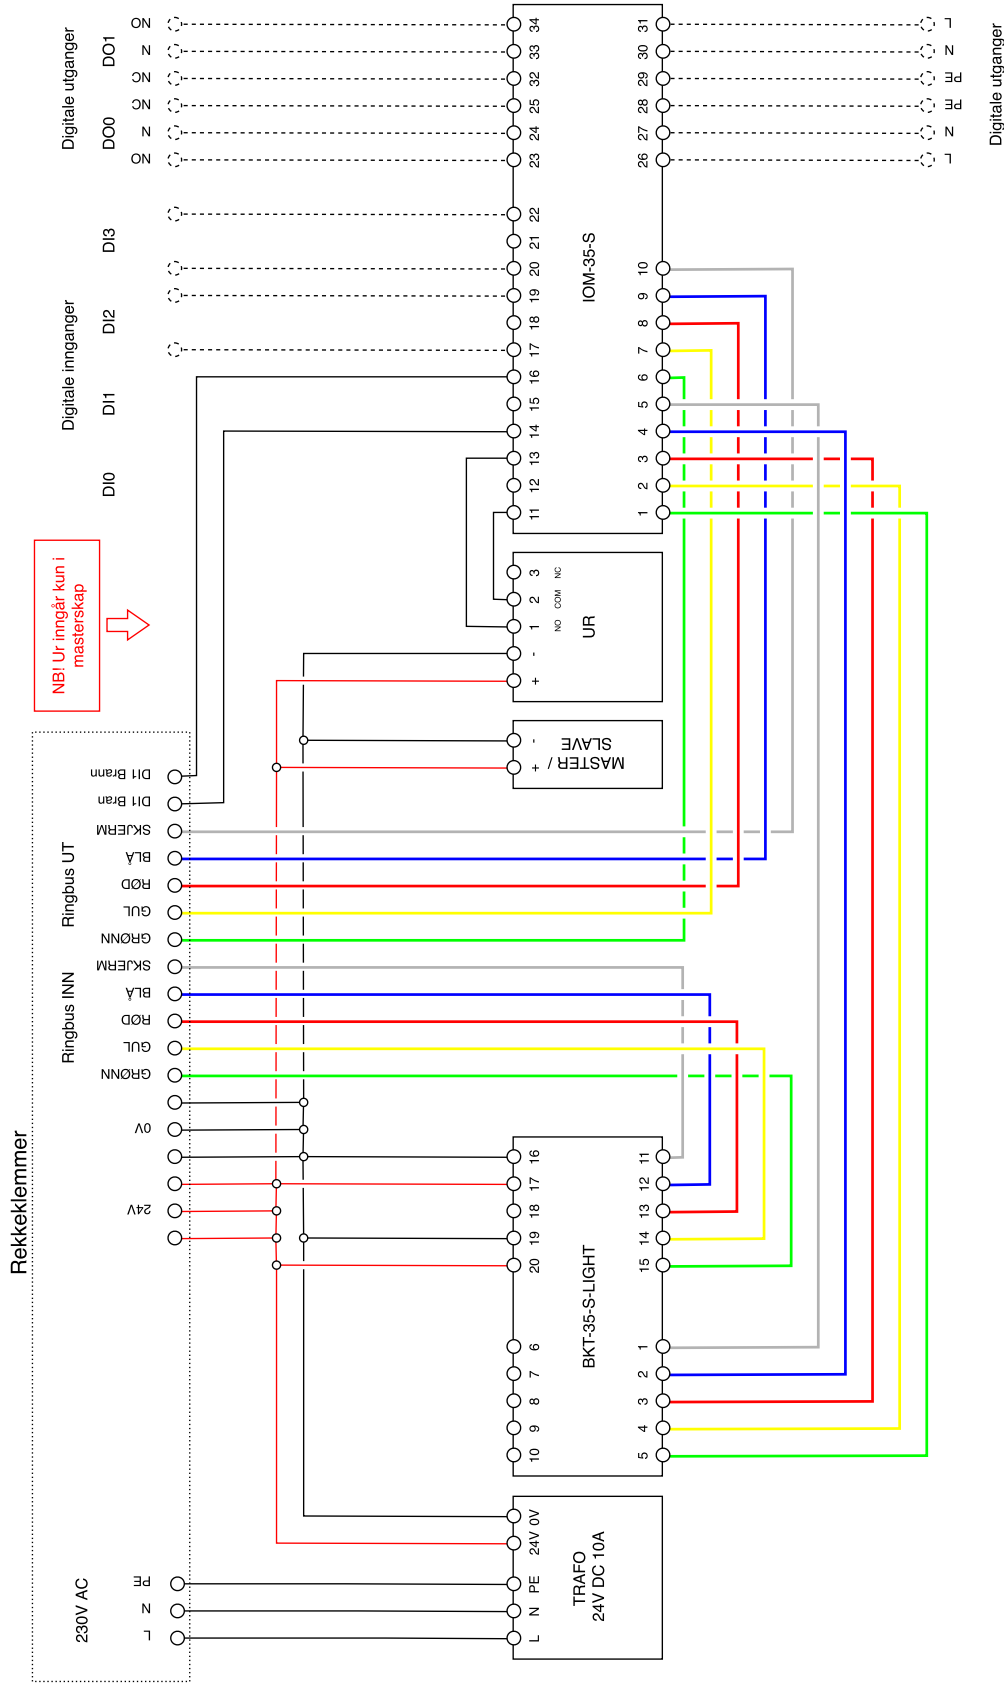 Rekkeklemmer
230V AC
L
N
PE
24V
0V
Ringbus INN
GRØNN
GUL
RØD
BLÅ
SKJERM
Ringbus UT
GRØNN
GUL
RØD
BLÅ
SKJERM
DI1 Bran
DI1 Brann
NB! Ur inngår kun i
masterskap
Digitale innganger
DI0
DI1
DI2
DI3
Digitale utganger
DO0
DO1
NO
N
NC
NC
N
NO
L
N
PE
24V
0V
TRAFO
24V DC 10A
10
9
8
7
6
20
19
18
17
16
BKT-35-S-LIGHT
5
4
3
2
1
15
14
13
12
11
+
-
MASTER /
SLAVE
+
-
1
2
3
NO
COM
NC
UR
11
12
13
14
15
16
17
18
19
20
21
22
23
24
25
32
33
34
IOM-35-S
1
2
3
4
5
6
7
8
9
10
26
27
28
29
30
31
L
N
PE
PE
N
L
Digitale utganger